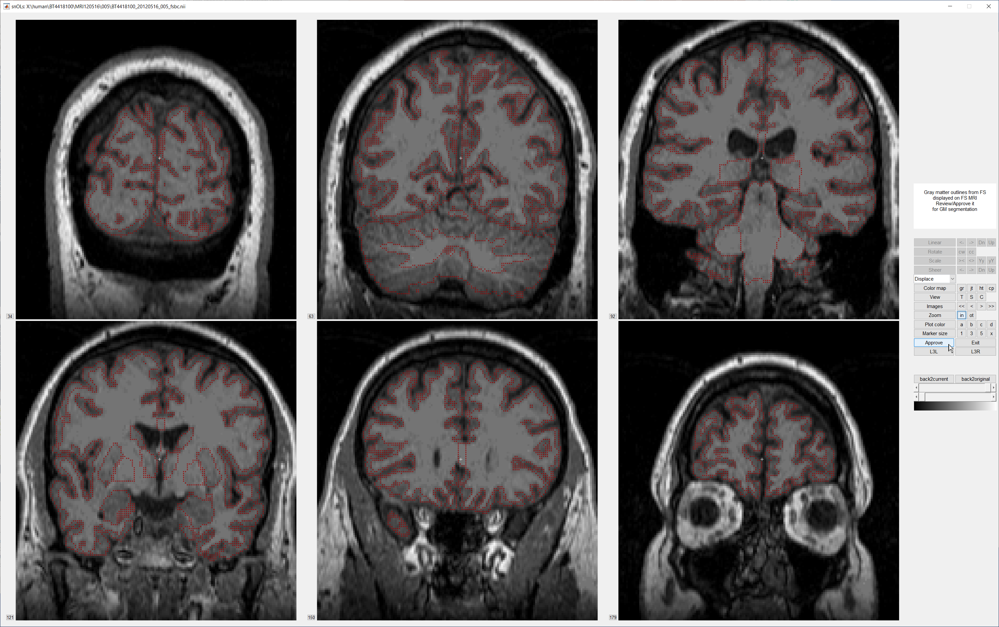 snOLs: X:\human\BT4418100\MRI120516\005\BT4418100_20120516_005_fsbc.nii
34
63
92
121
150
179
Gray matter outlines from FS
displayed on FS MRI
Review/Approve it
for GM segmentation
Linear <- -> Dn Up
Rotate cw cc
Scale >< <> Yy yY
Sheer <- -> Dn Up
Displace
Color map gr jt ht cp
View T S C
Images << < > >>
Zoom in ot
Plot color a b c d
Marker size 1 3 5 x
Approve Exit
L3L L3R
back2current back2original